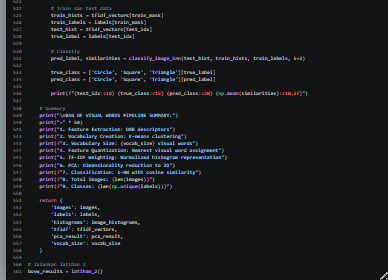 # Train dan test data
train_hists = tfidf_vectors[train_mask]
train_labels = labels[train_mask]
test_hist = tfidf_vectors[test_idx]
true_label = labels[test_idx]
# Classify
pred_label, similarities = classify_image_knn(test_hist, train_hists, train_labels, k=3)
true_class = ['Circle', 'Square', 'Triangle'][true_label]
pred_class = ['Circle', 'Square', 'Triangle'][pred_label]
print(f"{test_idx:<10} {true_class:<15} {pred_class:<20} {np.mean(similarities):<10.3f}")
# Summary
print("\nBAG OF VISUAL WORDS PIPELINE SUMMARY:")
print("=" * 50)
print("1. Feature Extraction: ORB descriptors")
print("2. Vocabulary Creation: K-means clustering")
print(f"3. Vocabulary Size: {vocab_size} visual words")
print("4. Feature Quantization: Nearest visual word assignment")
print("5. TF-IDF Weighting: Normalized histogram representation")
print("6. PCA: Dimensionality reduction to 2D")
print(f"7. Classification: k-NN with cosine similarity")
print(f"8. Total images: {len(images)}")
print(f"9. Classes: {len(np.unique(labels))}")
return {
'images': images,
'labels': labels,
'histograms': image_histograms,
'tfidf': tfidf_vectors,
'pca_result': pca_result,
'vocab_size': vocab_size
}
# Jalankan latihan 2
bovw_results = latihan_2()